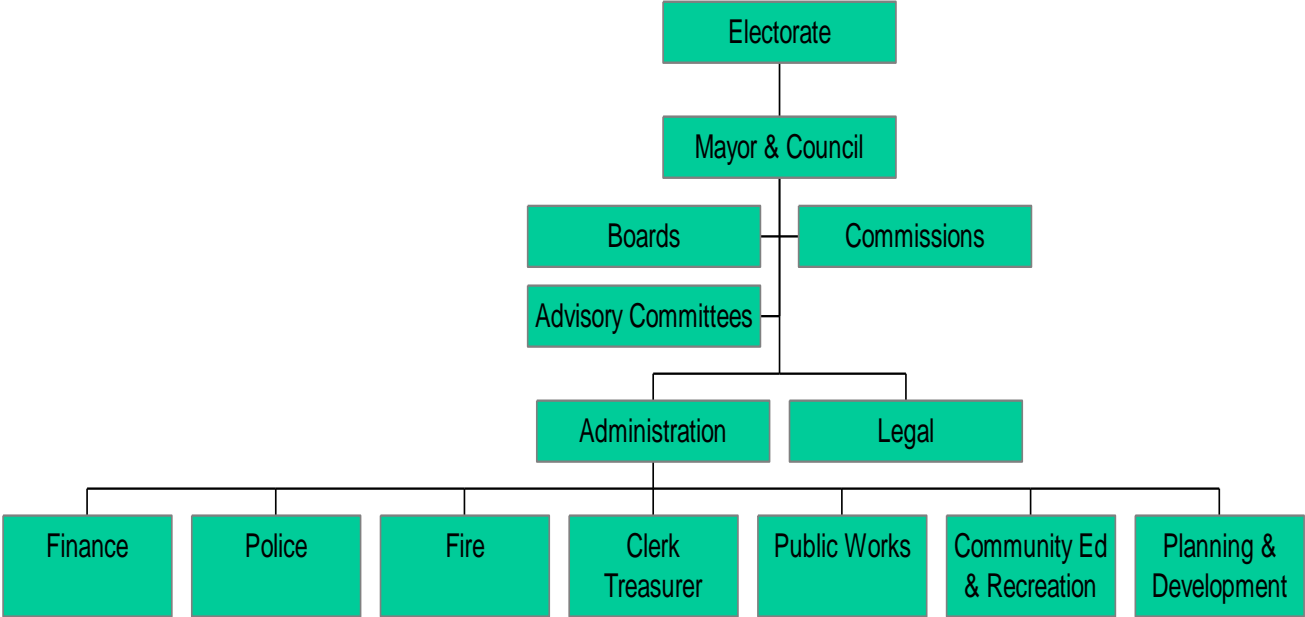 Electorate
Mayor & Council
Boards
Commissions
Advisory Committees
Administration
Legal
Finance
Police
Fire
Clerk
Treasurer
Public Works
Community Ed
& Recreation
Planning &
Development